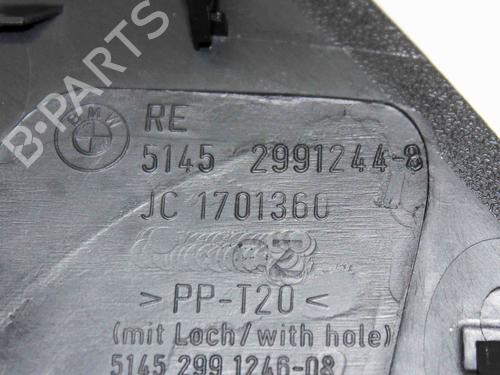 B-PARTS
BMW
RE
5145 2991244-8
JC 1701360
>PP-T20<
(mit Loch/with hole)
5145 299 1246-08